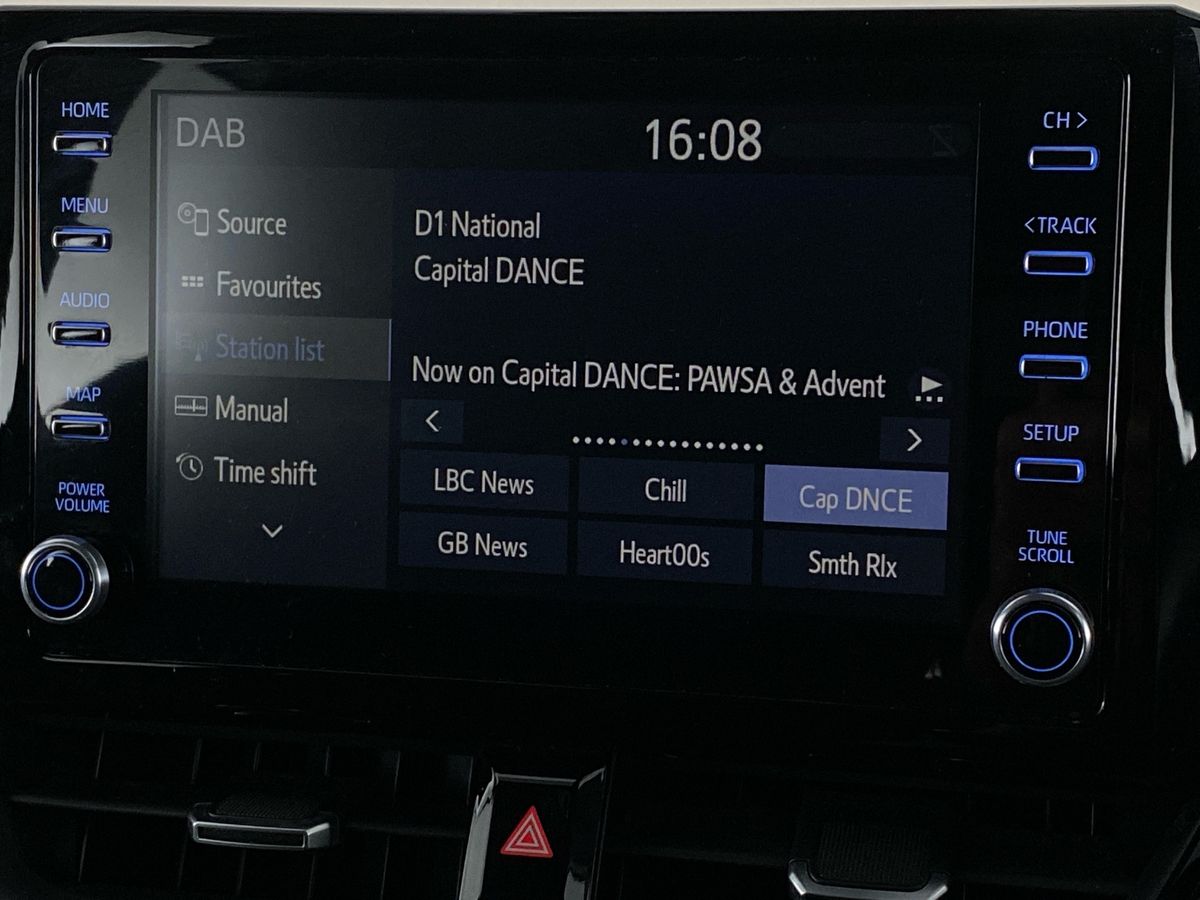 HOME
MENU
AUDIO
MAP
POWER
VOLUME
DAB
16:08
Source
Favourites
Station list
Manual
Time shift
D1 National
Capital DANCE
Now on Capital DANCE: PAWSA & Advent
LBC News
Chill
Cap DNCE
GB News
Heart00s
Smth Rlx
CH >
<TRACK
PHONE
SETUP
TUNE
SCROLL